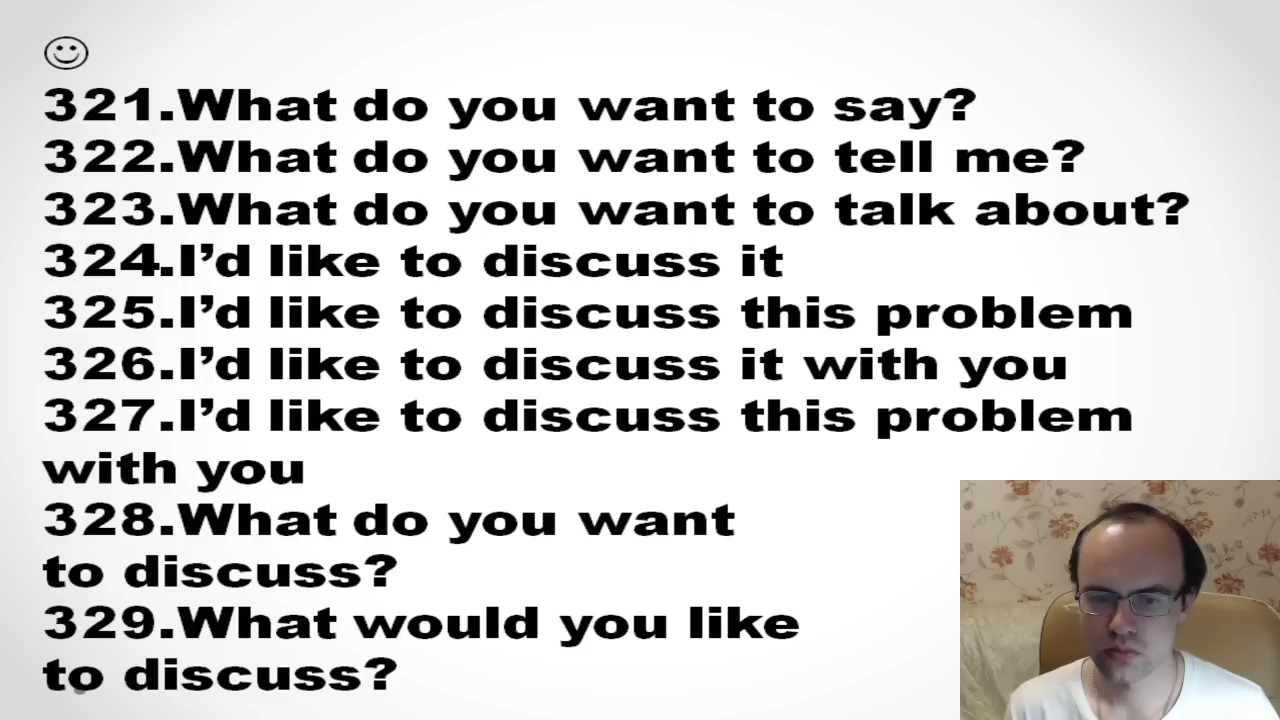 321.What do you want to say?
322.What do you want to tell me?
323.What do you want to talk about?
324.I’d like to discuss it
325.I’d like to discuss this problem
326.I’d like to discuss it with you
327.I’d like to discuss this problem
with you
328.What do you want
to discuss?
329.What would you like
to discuss?